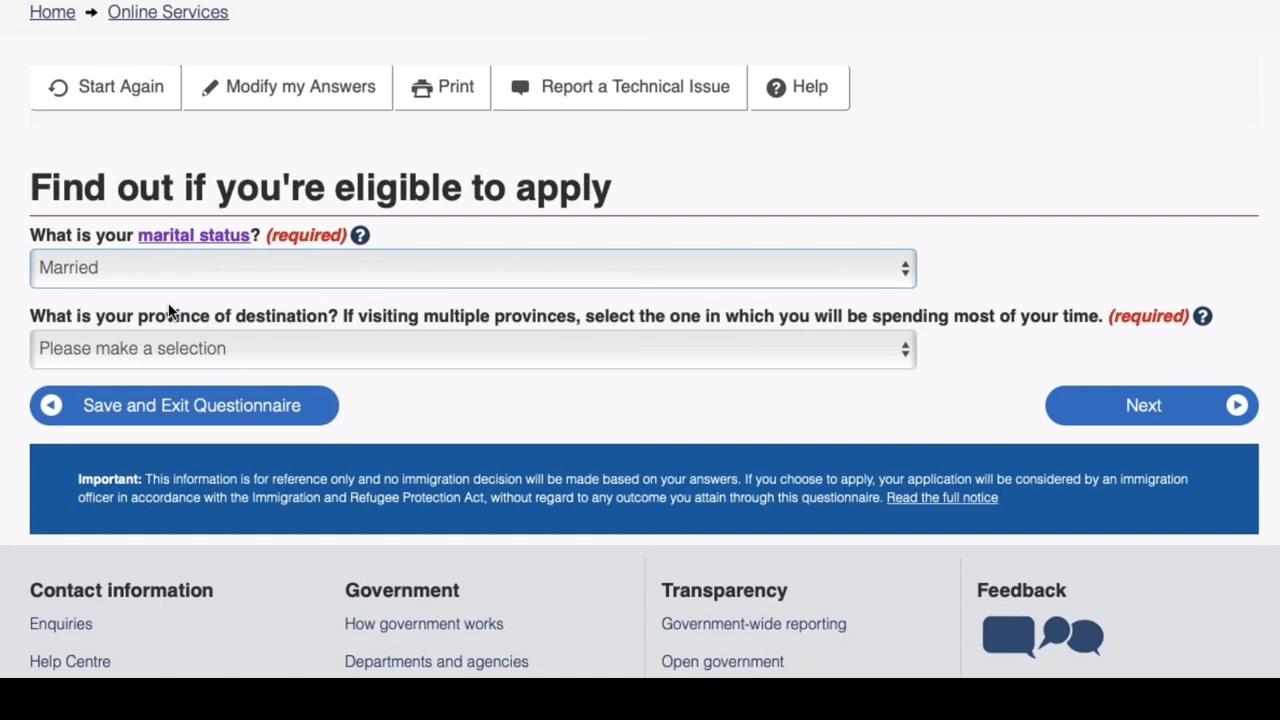 Home → Online Services
Start Again Modify my Answers Print Report a Technical Issue Help
Find out if you're eligible to apply
What is your marital status? (required) ?
Married
What is your province of destination? If visiting multiple provinces, select the one in which you will be spending most of your time. (required) ?
Please make a selection
Save and Exit Questionnaire Next
Important: This information is for reference only and no immigration decision will be made based on your answers. If you choose to apply, your application will be considered by an immigration
officer in accordance with the Immigration and Refugee Protection Act, without regard to any outcome you attain through this questionnaire. Read the full notice
Contact information Government Transparency Feedback
Enquiries How government works Government-wide reporting
Help Centre Departments and agencies Open government